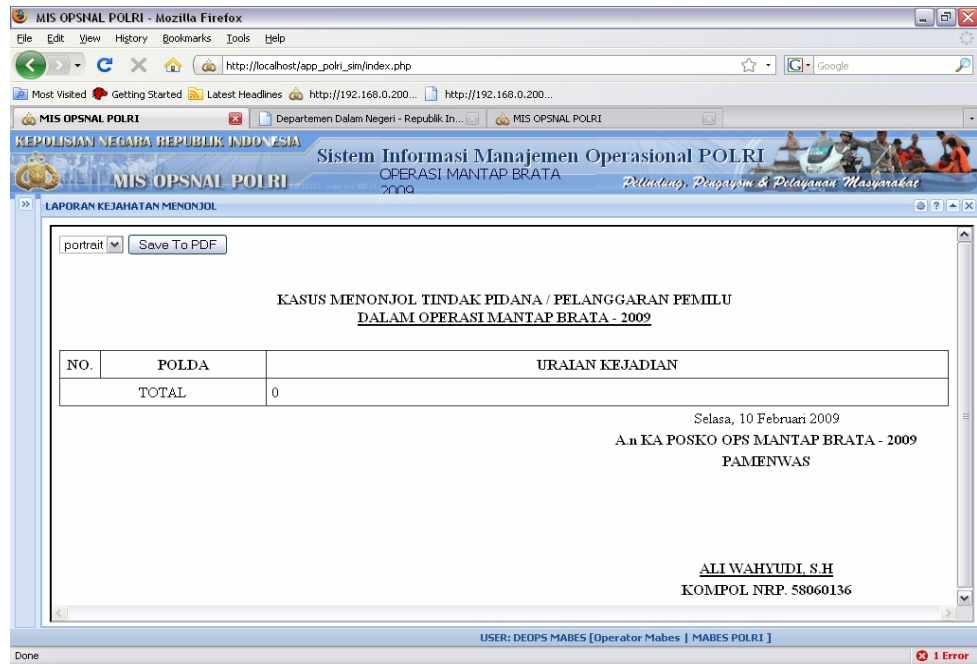 MIS OPSNAL POLRI - Mozilla Firefox
File Edit View History Bookmarks Tools Help
http://localhost/app_polri_sim/index.php
G Google
Most Visited Getting Started Latest Headlines http://192.168.0.200... http://192.168.0.200...
MIS OPSNAL POLRI Departemen Dalam Negeri - Republik In... MIS OPSNAL POLRI
KEPOLISIAN NEGARA REPUBLIK INDONESIA
Sistem Informasi Manajemen Operasional POLRI
MIS OPSNAL POLRI
OPERASI MANTAP BRATA
2009
Pelindung, Pengayom & Pelayanan Masyarakat
LAPORAN KEJAHATAN MENONJOL
portrait Save To PDF
KASUS MENONJOL TINDAK PIDANA / PELANGGARAN PEMILU
DALAM OPERASI MANTAP BRATA - 2009
NO. POLDA URAIAN KEJADIAN
TOTAL 0
Selasa, 10 Februari 2009
A.n KA POSKO OPS MANTAP BRATA - 2009
PAMENWAS
ALI WAHYUDI, S.H
KOMPOL NRP. 58060136
USER: DEOPS MABES [Operator Mabes | MABES POLRI ]
Done 1 Error